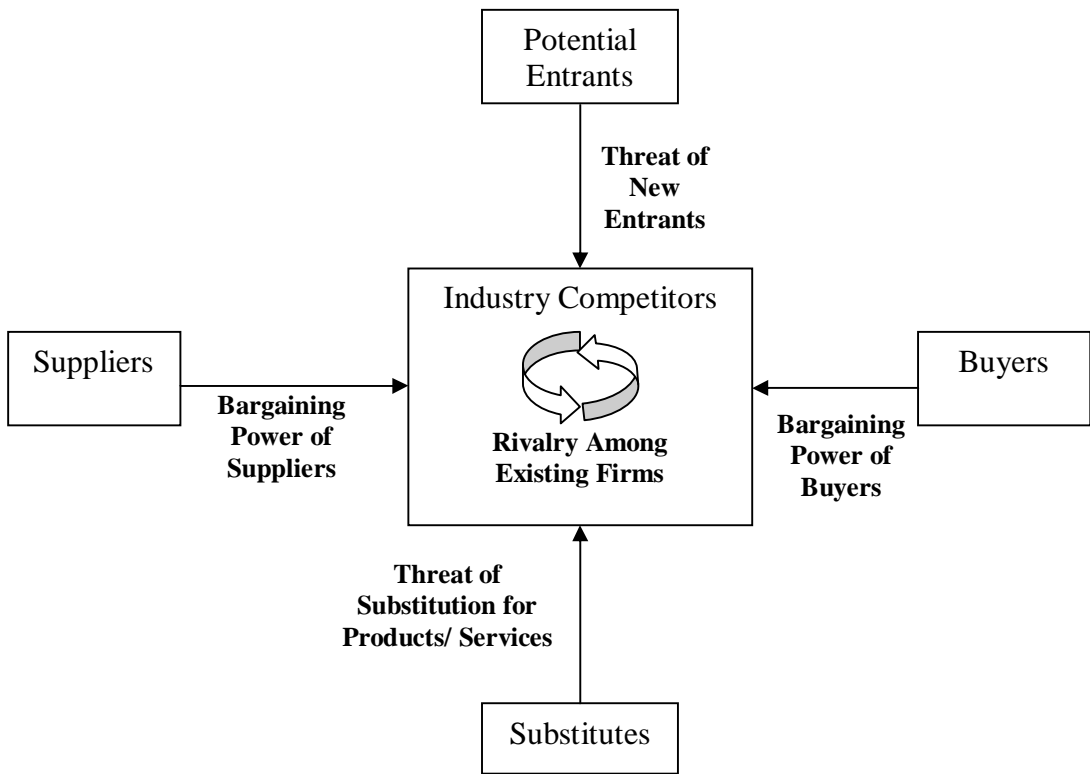 Potential
Entrants
Threat of
New
Entrants
Industry Competitors
Suppliers
Buyers
Bargaining
Power of
Suppliers
Rivalry Among
Existing Firms
Bargaining
Power of
Buyers
Threat of
Substitution for
Products/ Services
Substitutes